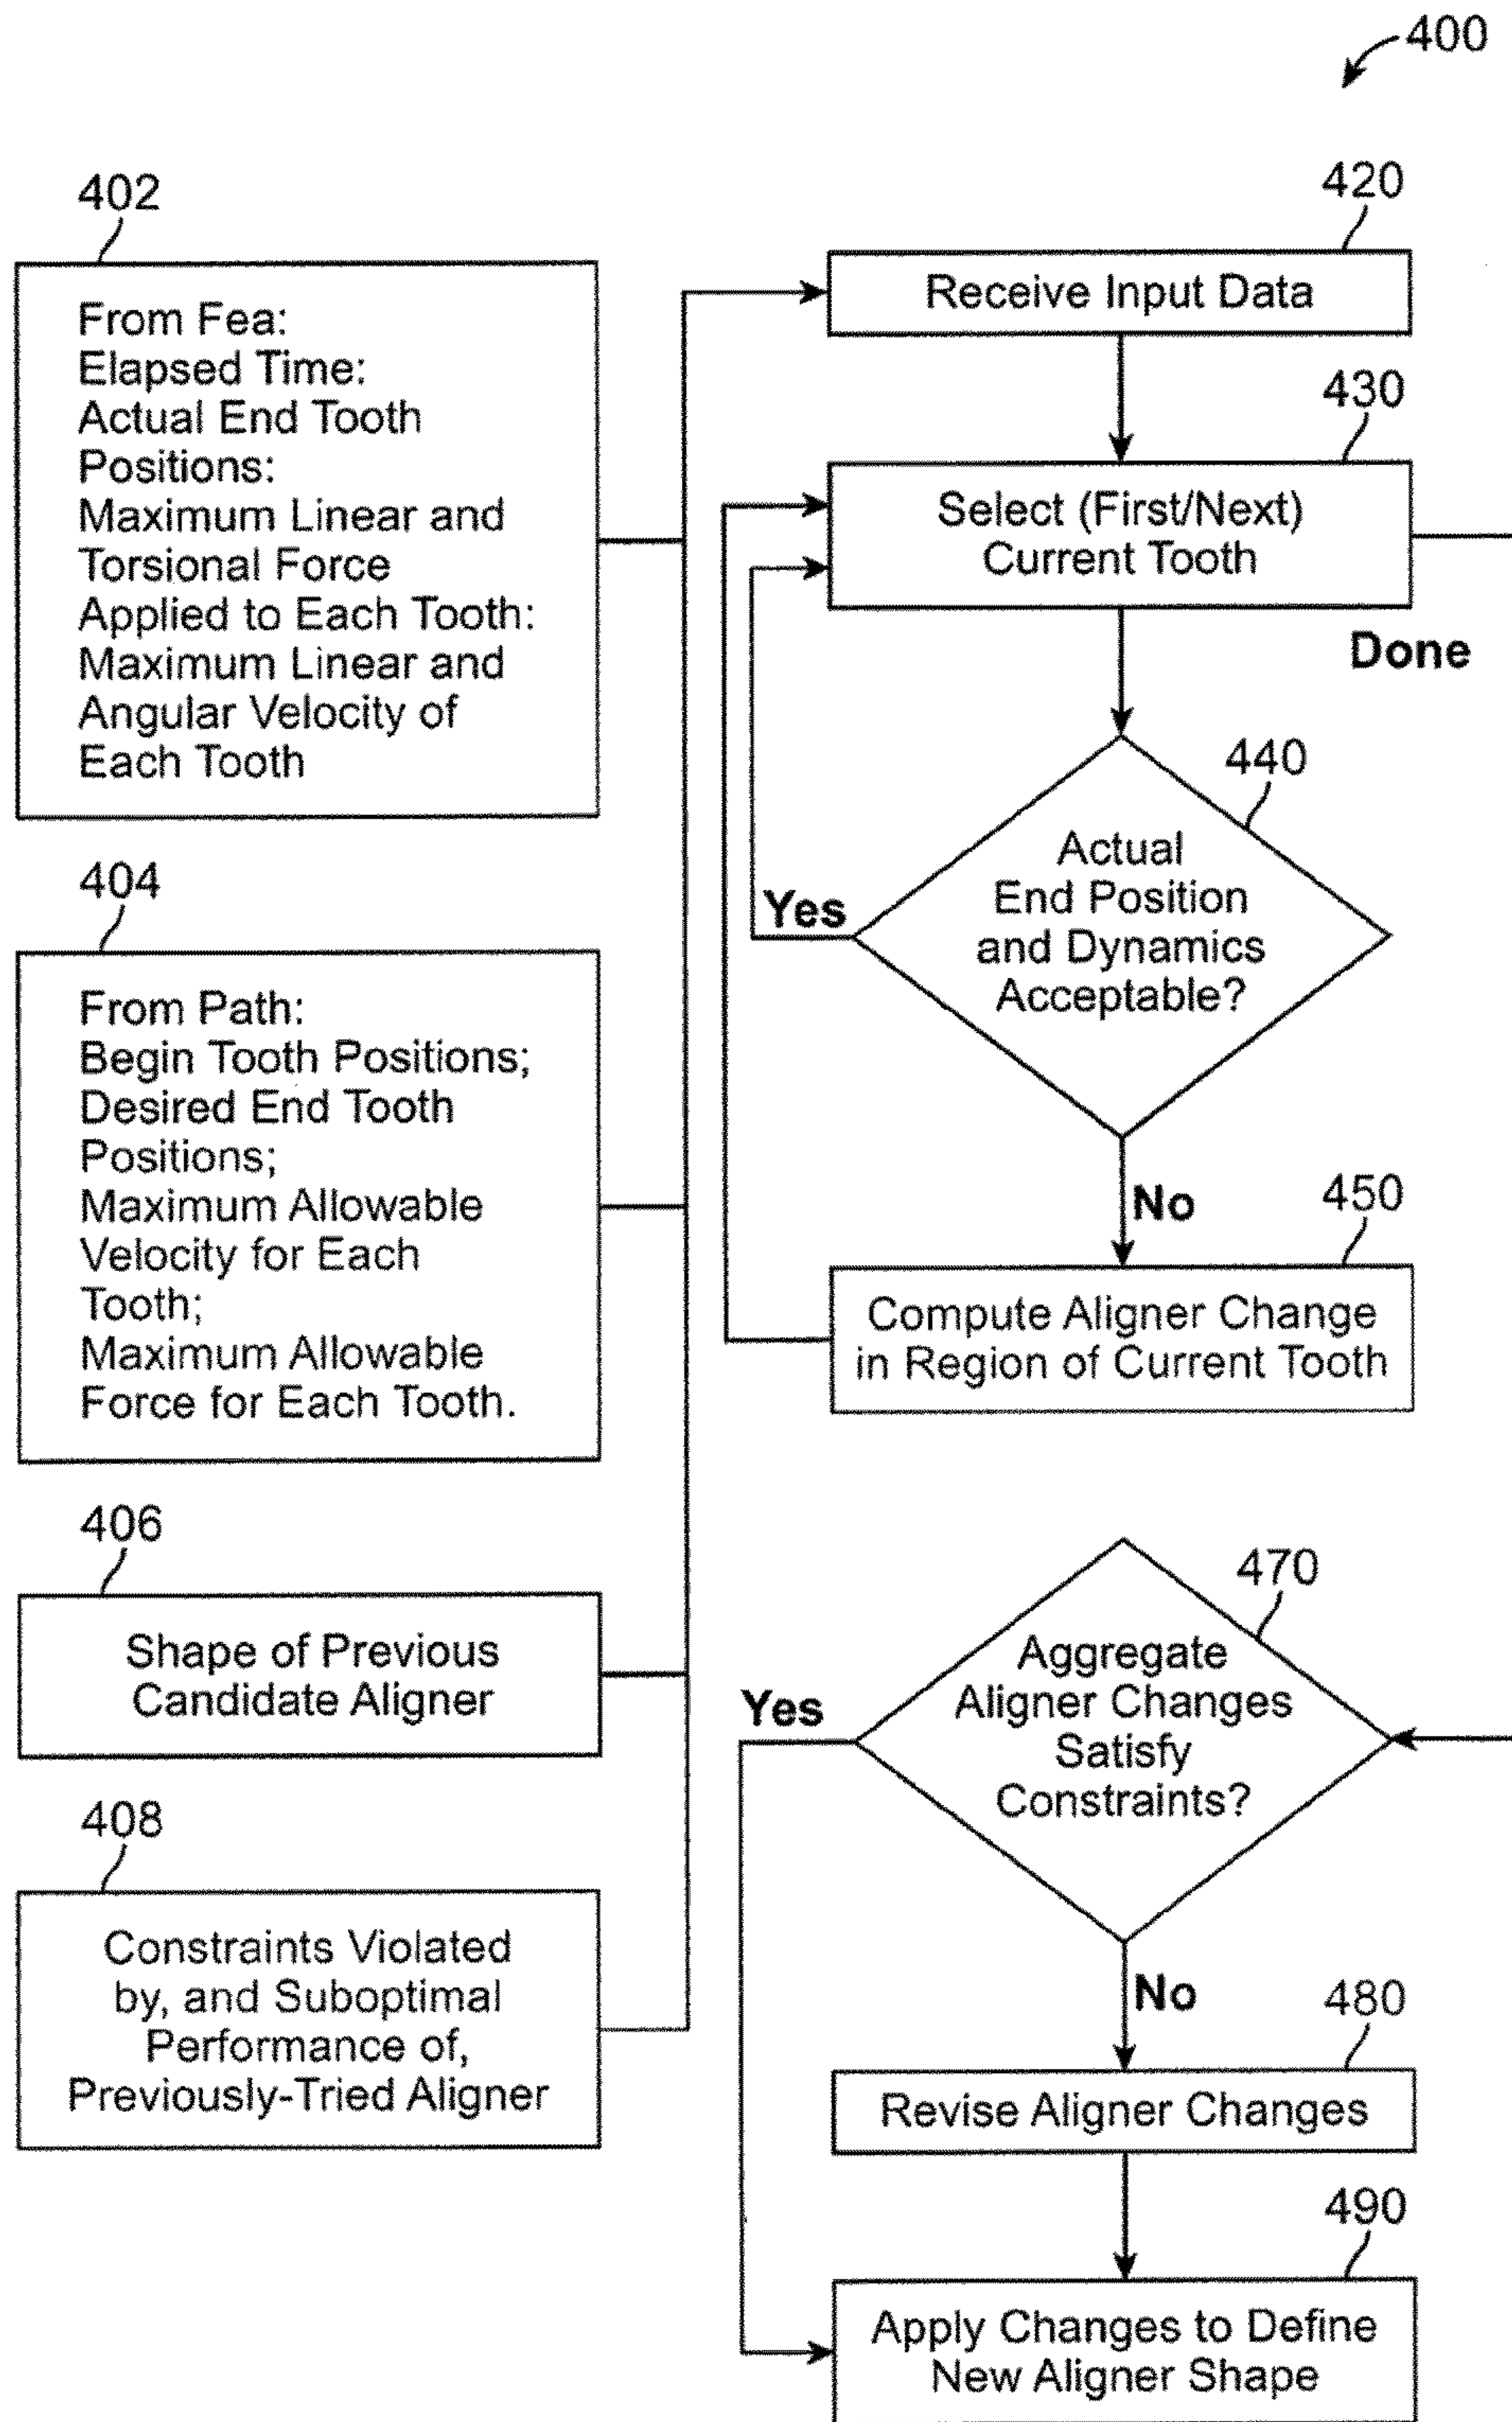 400
402
From Fea:
Elapsed Time:
Actual End Tooth
Positions:
Maximum Linear and
Torsional Force
Applied to Each Tooth:
Maximum Linear and
Angular Velocity of
Each Tooth
404
From Path:
Begin Tooth Positions;
Desired End Tooth
Positions;
Maximum Allowable
Velocity for Each
Tooth;
Maximum Allowable
Force for Each Tooth.
406
Shape of Previous
Candidate Aligner
408
Constraints Violated
by, and Suboptimal
Performance of,
Previously-Tried Aligner
420
Receive Input Data
430
Select (First/Next)
Current Tooth
Done
440
Actual
End Position
and Dynamics
Acceptable?
Yes
No
450
Compute Aligner Change
in Region of Current Tooth
470
Aggregate
Aligner Changes
Satisfy
Constraints?
Yes
No
480
Revise Aligner Changes
490
Apply Changes to Define
New Aligner Shape